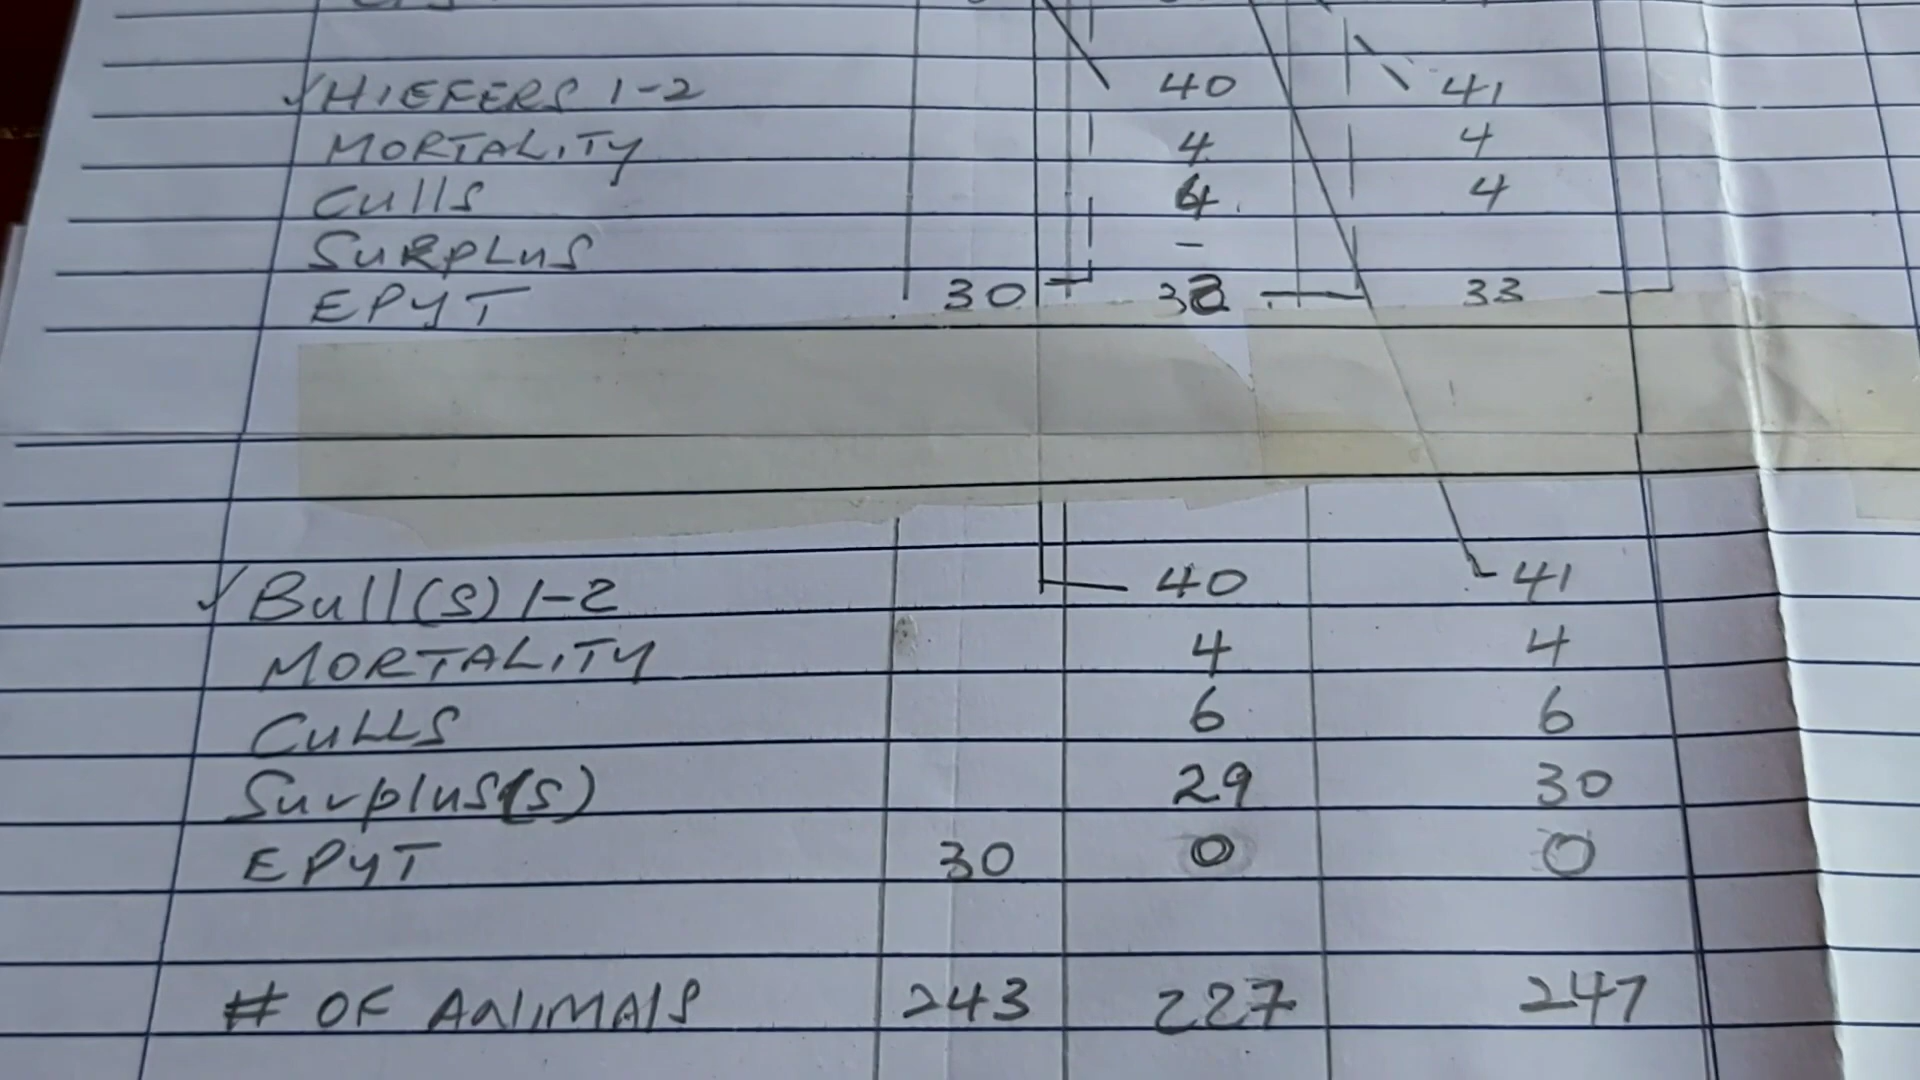 HIEFERS 1-2 40 41
MORTALITY 4 4
Culls 4 4
SURPLUS -
EPYT 30 32 33
Bull(s) 1-2 40 41
MORTALITY 4 4
CULLS 6 6
Surplus(s) 29 30
EPYT 30 0 0
# OF ANIMALS 243 227 247